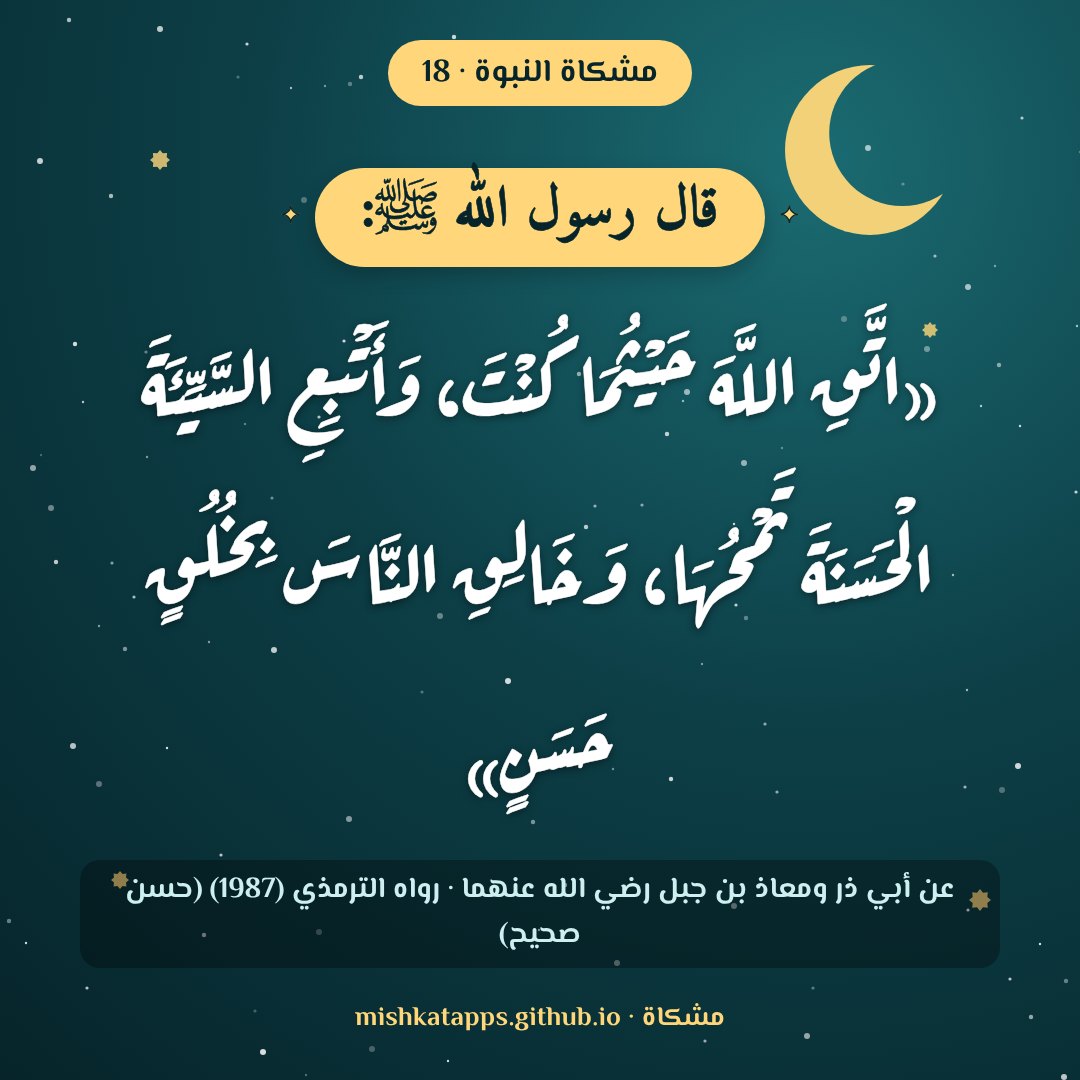 مشكاة النبوة · 18
قال رسول الله ﷺ:
«اتَّقِ اللَّهَ حَيْثُمَا كُنْتَ، وَأَتْبِعِ السَّيِّئَةَ
الْحَسَنَةَ تَمْحُهَا، وَخَالِقِ النَّاسَ بِخُلُقٍ
حَسَنٍ»
عن أبي ذر ومعاذ بن جبل رضي الله عنهما · رواه الترمذي (1987) (حسن
صحيح)
مشكاة · mishkatapps.github.io